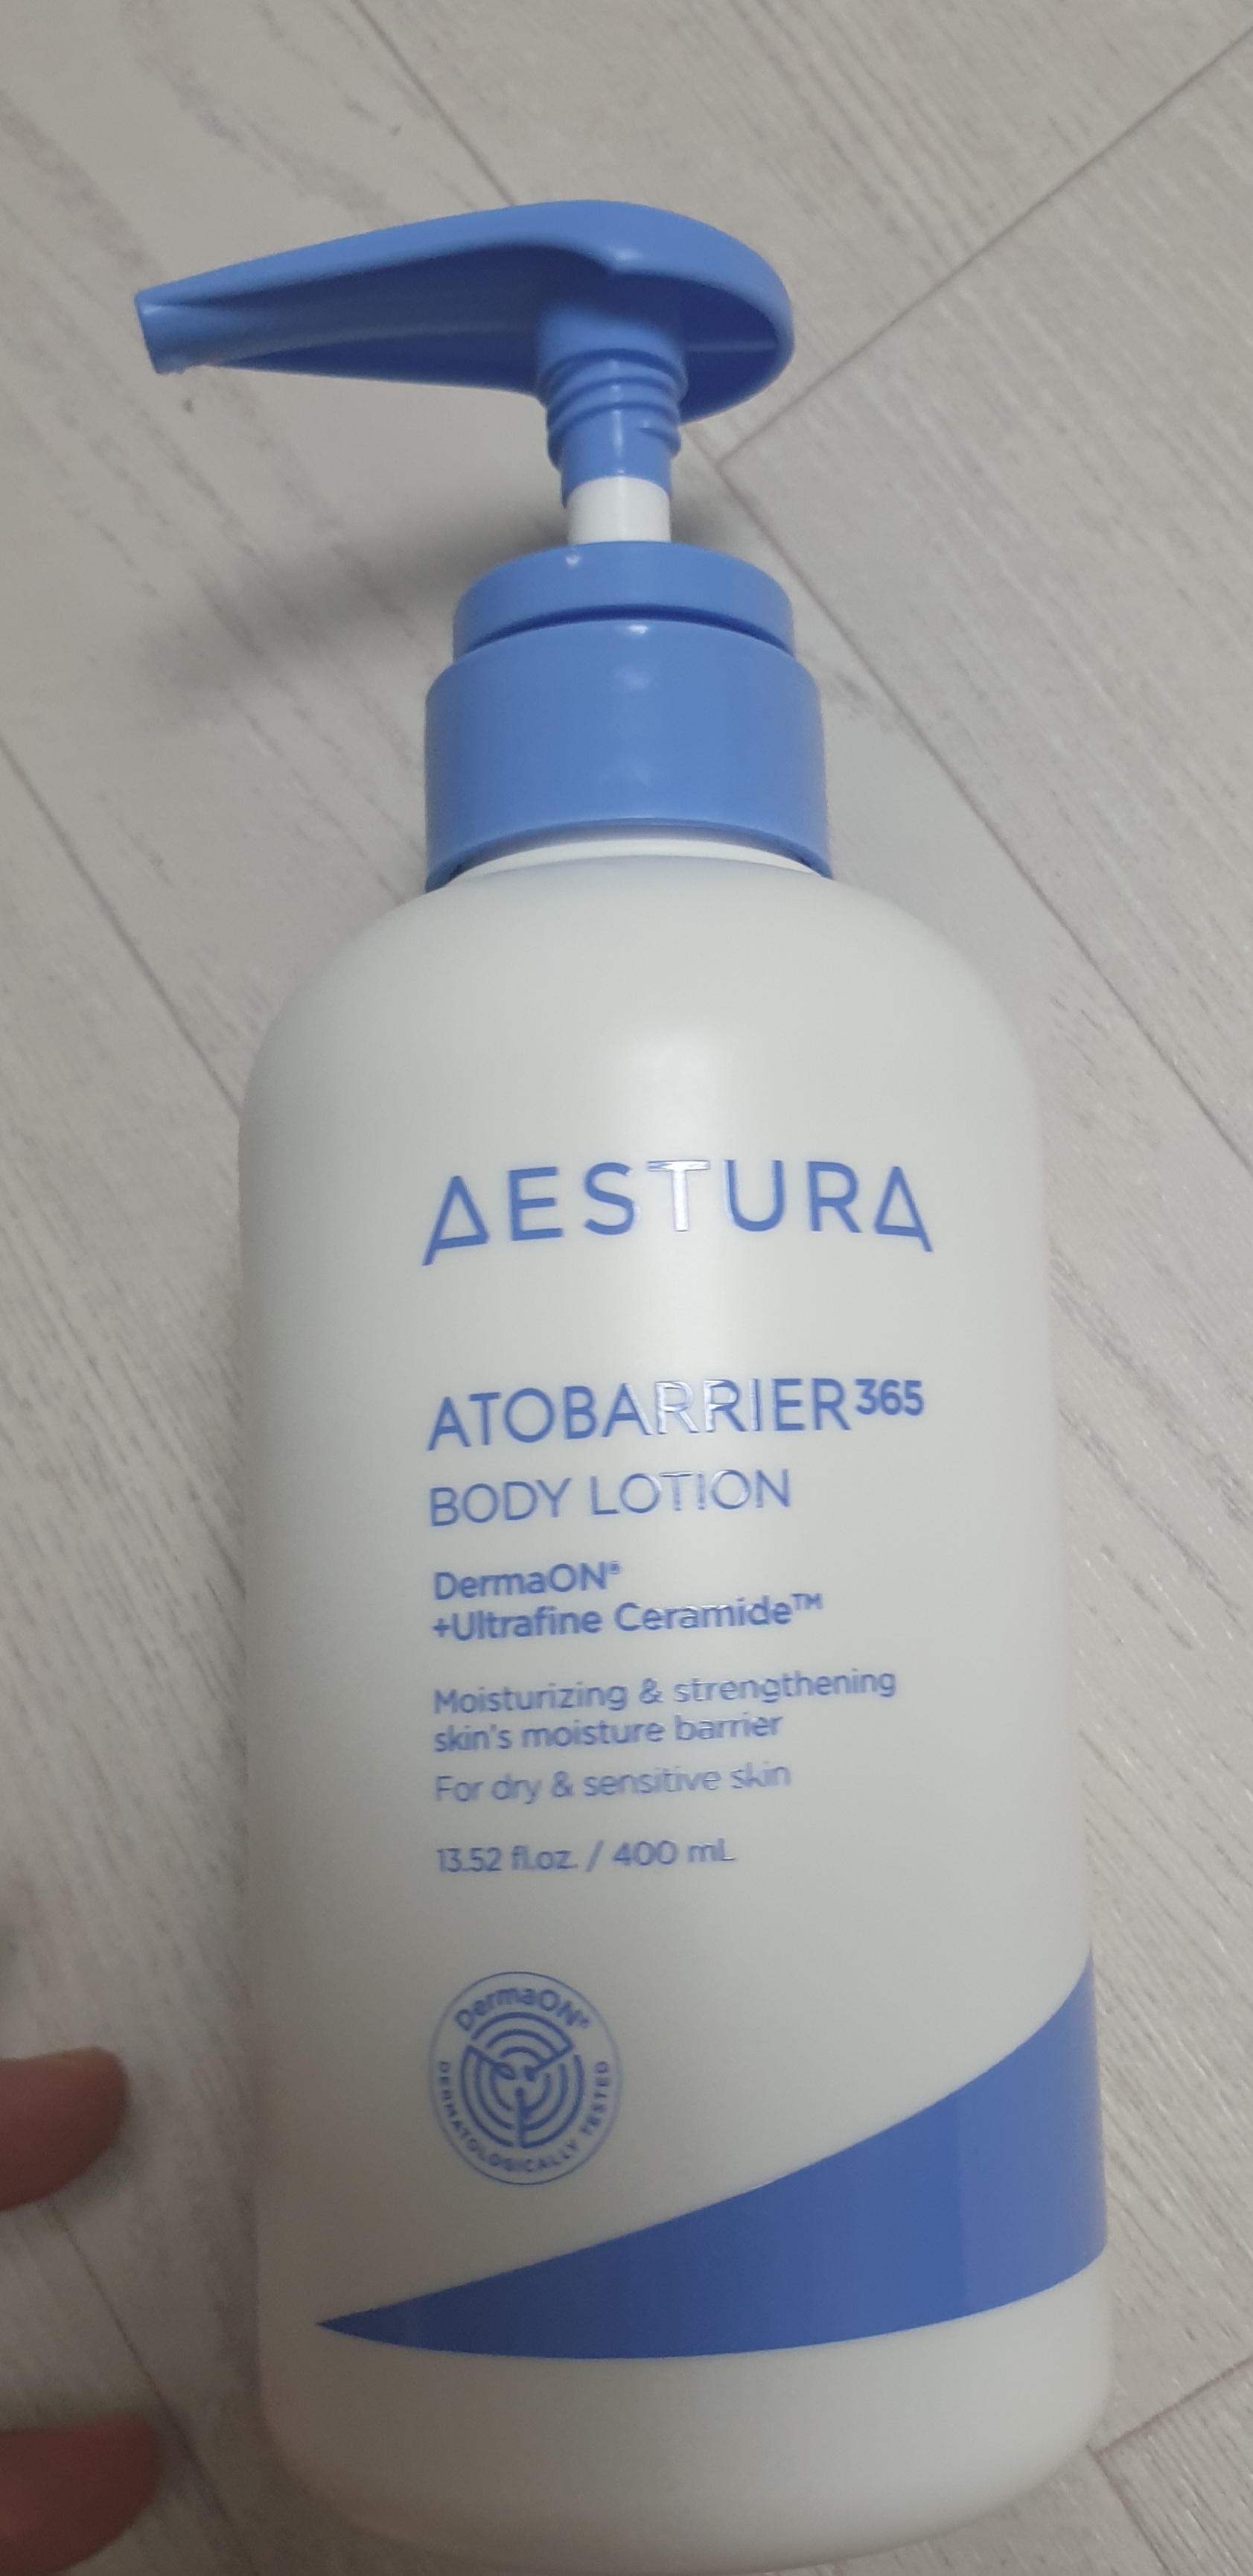 AESTURA
ATOBARRIER365
BODY LOTION
DermaON®
+Ultrafine Ceramide™
Moisturizing & strengthening
skin's moisture barrier
For dry & sensitive skin
13.52 fl.oz. / 400 mL
DermaON®
DERMATOLOGICALLY TESTED